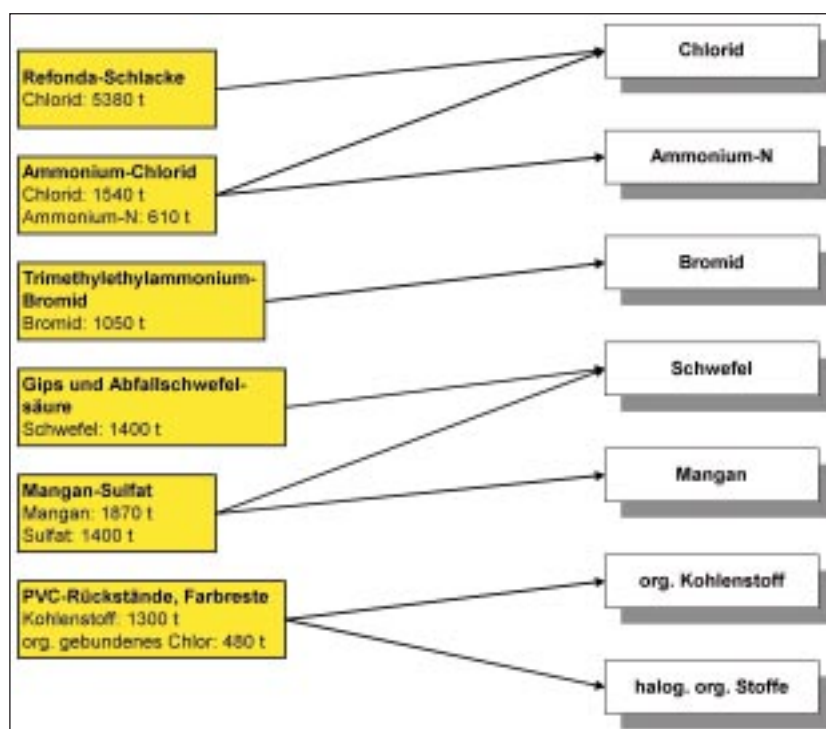 Refonda-Schlacke
Chlorid: 5380 t
Ammonium-Chlorid
Chlorid: 1540 t
Ammonium-N: 610 t
Trimethylethylammonium-
Bromid
Bromid: 1050 t
Gips und Abfallschwefel-
säure
Schwefel: 1400 t
Mangan-Sulfat
Mangan: 1870 t
Sulfat: 1400 t
PVC-Rückstände, Farbreste
Kohlenstoff: 1300 t
org. gebundenes Chlor: 480 t
Chlorid
Ammonium-N
Bromid
Schwefel
Mangan
org. Kohlenstoff
halog. org. Stoffe